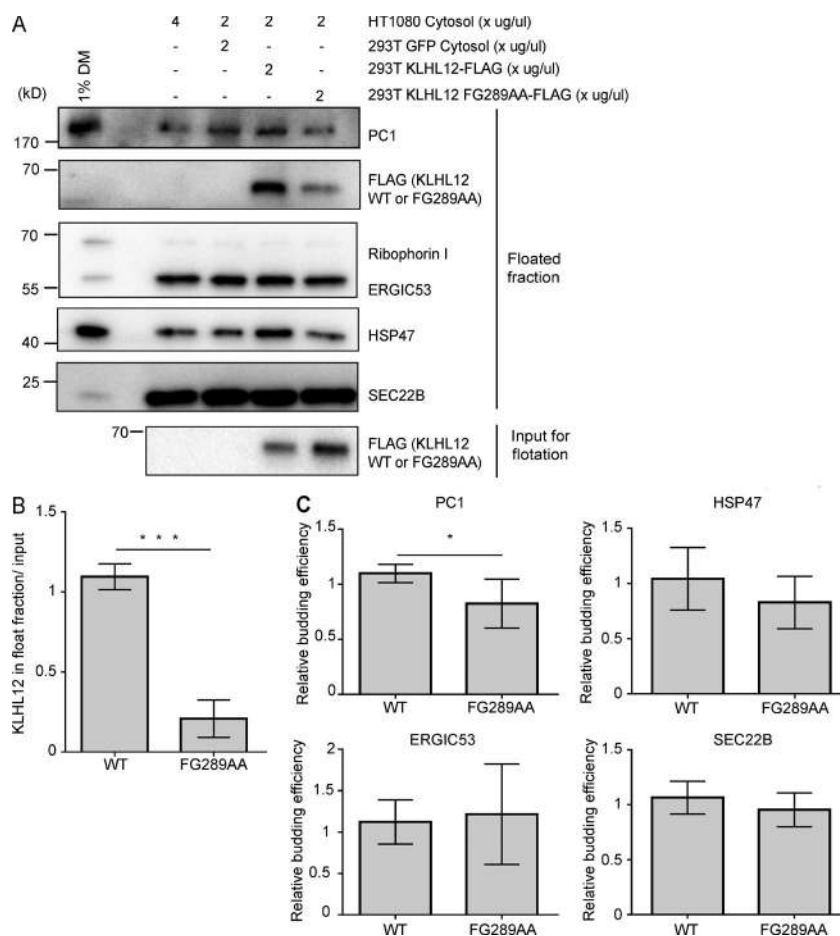 A
4 2 2 2 HT1080 Cytosol (x ug/ul)
- 2 - - 293T GFP Cytosol (x ug/ul)
- - 2 - 293T KLHL12-FLAG (x ug/ul)
- - - 2 293T KLHL12 FG289AA-FLAG (x ug/ul)
1% DM
(kD)
170
PC1
70
FLAG (KLHL12
WT or FG289AA)
70
Ribophorin I
55
ERGIC53
40
HSP47
25
SEC22B
Floated
fraction
70
FLAG (KLHL12
WT or FG289AA)
Input for
flotation
B
KLHL12 in float fraction/ input
1.5
1
0.5
0
* * *
WT FG289AA
C
PC1
Relative budding efficiency
1.5
1
0.5
0
*
WT FG289AA
HSP47
Relative budding efficiency
1.5
1
0.5
0
WT FG289AA
ERGIC53
Relative budding efficiency
2
1.5
1
0.5
0
WT FG289AA
SEC22B
Relative budding efficiency
1.5
1
0.5
0
WT FG289AA